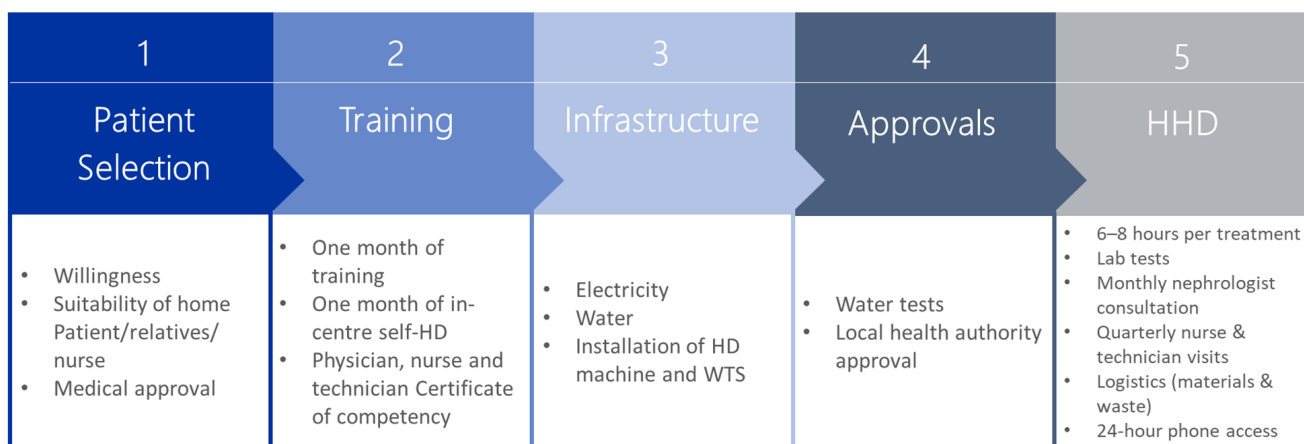 1
Patient
Selection
• Willingness
• Suitability of home
Patient/relatives/
nurse
• Medical approval
2
Training
• One month of
training
• One month of in-
centre self-HD
• Physician, nurse and
technician Certificate
of competency
3
Infrastructure
• Electricity
• Water
• Installation of HD
machine and WTS
4
Approvals
• Water tests
• Local health authority
approval
5
HHD
• 6–8 hours per treatment
• Lab tests
• Monthly nephrologist
consultation
• Quarterly nurse &
technician visits
• Logistics (materials &
waste)
• 24-hour phone access